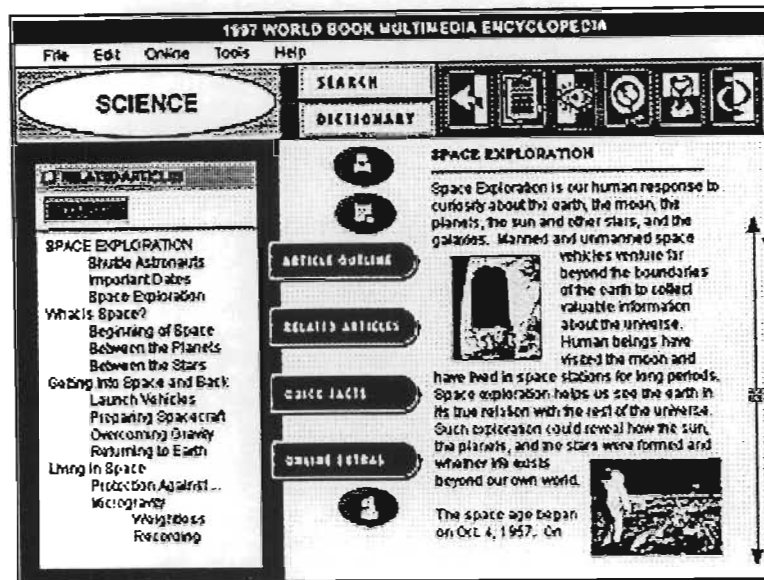 1997 WORLD BOOK MULTIMEDIA ENCYCLOPEDIA
File Edit Online Tools Help
SCIENCE
SEARCH
DICTIONARY
RELATED ARTICLES
SPACE EXPLORATION
Shuttle Astronauts
Important Dates
Space Exploration
What is Space?
Beginning of Space
Between the Planets
Between the Stars
Getting Into Space and Back
Launch Vehicles
Preparing Spacecraft
Overcoming Gravity
Returning to Earth
Living In Space
Protection Against...
Microgravity
Weightless
Recording
ARTICLE OUTLINE
RELATED ARTICLES
QUICK FACTS
ONLINE EXTRAS
SPACE EXPLORATION
Space Exploration is our human response to
curiosity about the earth, the moon, the
planets, the sun and other stars, and the
galaxies. Manned and unmanned space
vehicles venture far
beyond the boundaries
of the earth to collect
valuable information
about the universe.
Human beings have
visited the moon and
have lived in space stations for long periods.
Space exploration helps us see the earth in
its true relation with the rest of the universe.
Such exploration could reveal how the sun,
the planets, and the stars were formed and
whether life exists
beyond our own world.
The space age began
on Oct. 4, 1957. On